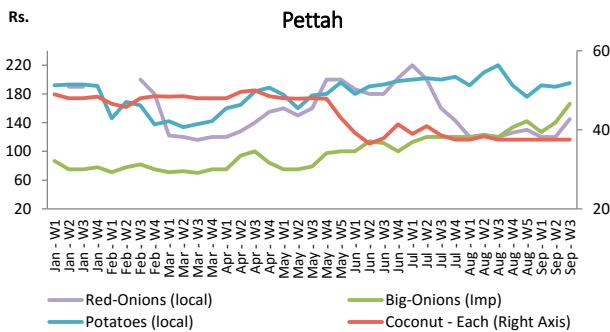 Rs.
Pettah
220
180
140
100
60
20
60
40
20
Jan - W1
Jan - W2
Jan - W3
Jan - W4
Feb - W1
Feb - W2
Feb - W3
Feb - W4
Mar - W1
Mar - W2
Mar - W3
Mar - W4
Apr - W1
Apr - W2
Apr - W3
Apr - W4
May - W1
May - W2
May - W3
May - W4
May - W5
Jun - W1
Jun - W2
Jun - W3
Jun - W4
Jul - W1
Jul - W2
Jul - W3
Jul - W4
Aug - W1
Aug - W2
Aug - W3
Aug - W4
Aug - W5
Sep - W1
Sep - W2
Sep - W3
Red-Onions (local)
Big-Onions (Imp)
Potatoes (local)
Coconut - Each (Right Axis)